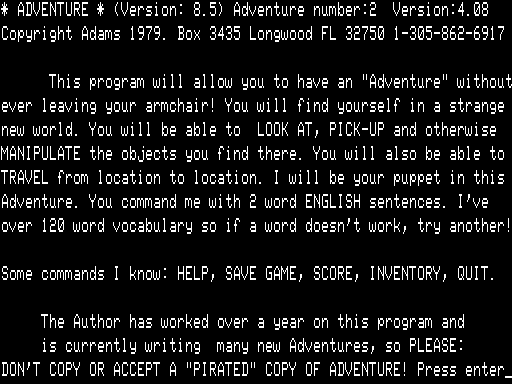 * ADVENTURE * (Version: 8.5) Adventure number:2  Version:4.08
Copyright Adams 1979. Box 3435 Longwood FL 32750 1-305-862-6917
This program will allow you to have an "Adventure" without
ever leaving your armchair! You will find yourself in a strange
new world. You will be able to  LOOK AT, PICK-UP and otherwise
MANIPULATE the objects you find there. You will also be able to
TRAVEL from location to location. I will be your puppet in this
Adventure. You command me with 2 word ENGLISH sentences. I've
over 120 word vocabulary so if a word doesn't work, try another!
Some commands I know: HELP, SAVE GAME, SCORE, INVENTORY, QUIT.
The Author has worked over a year on this program and
is currently writing  many new Adventures, so PLEASE:
DON'T COPY OR ACCEPT A "PIRATED" COPY OF ADVENTURE! Press enter_